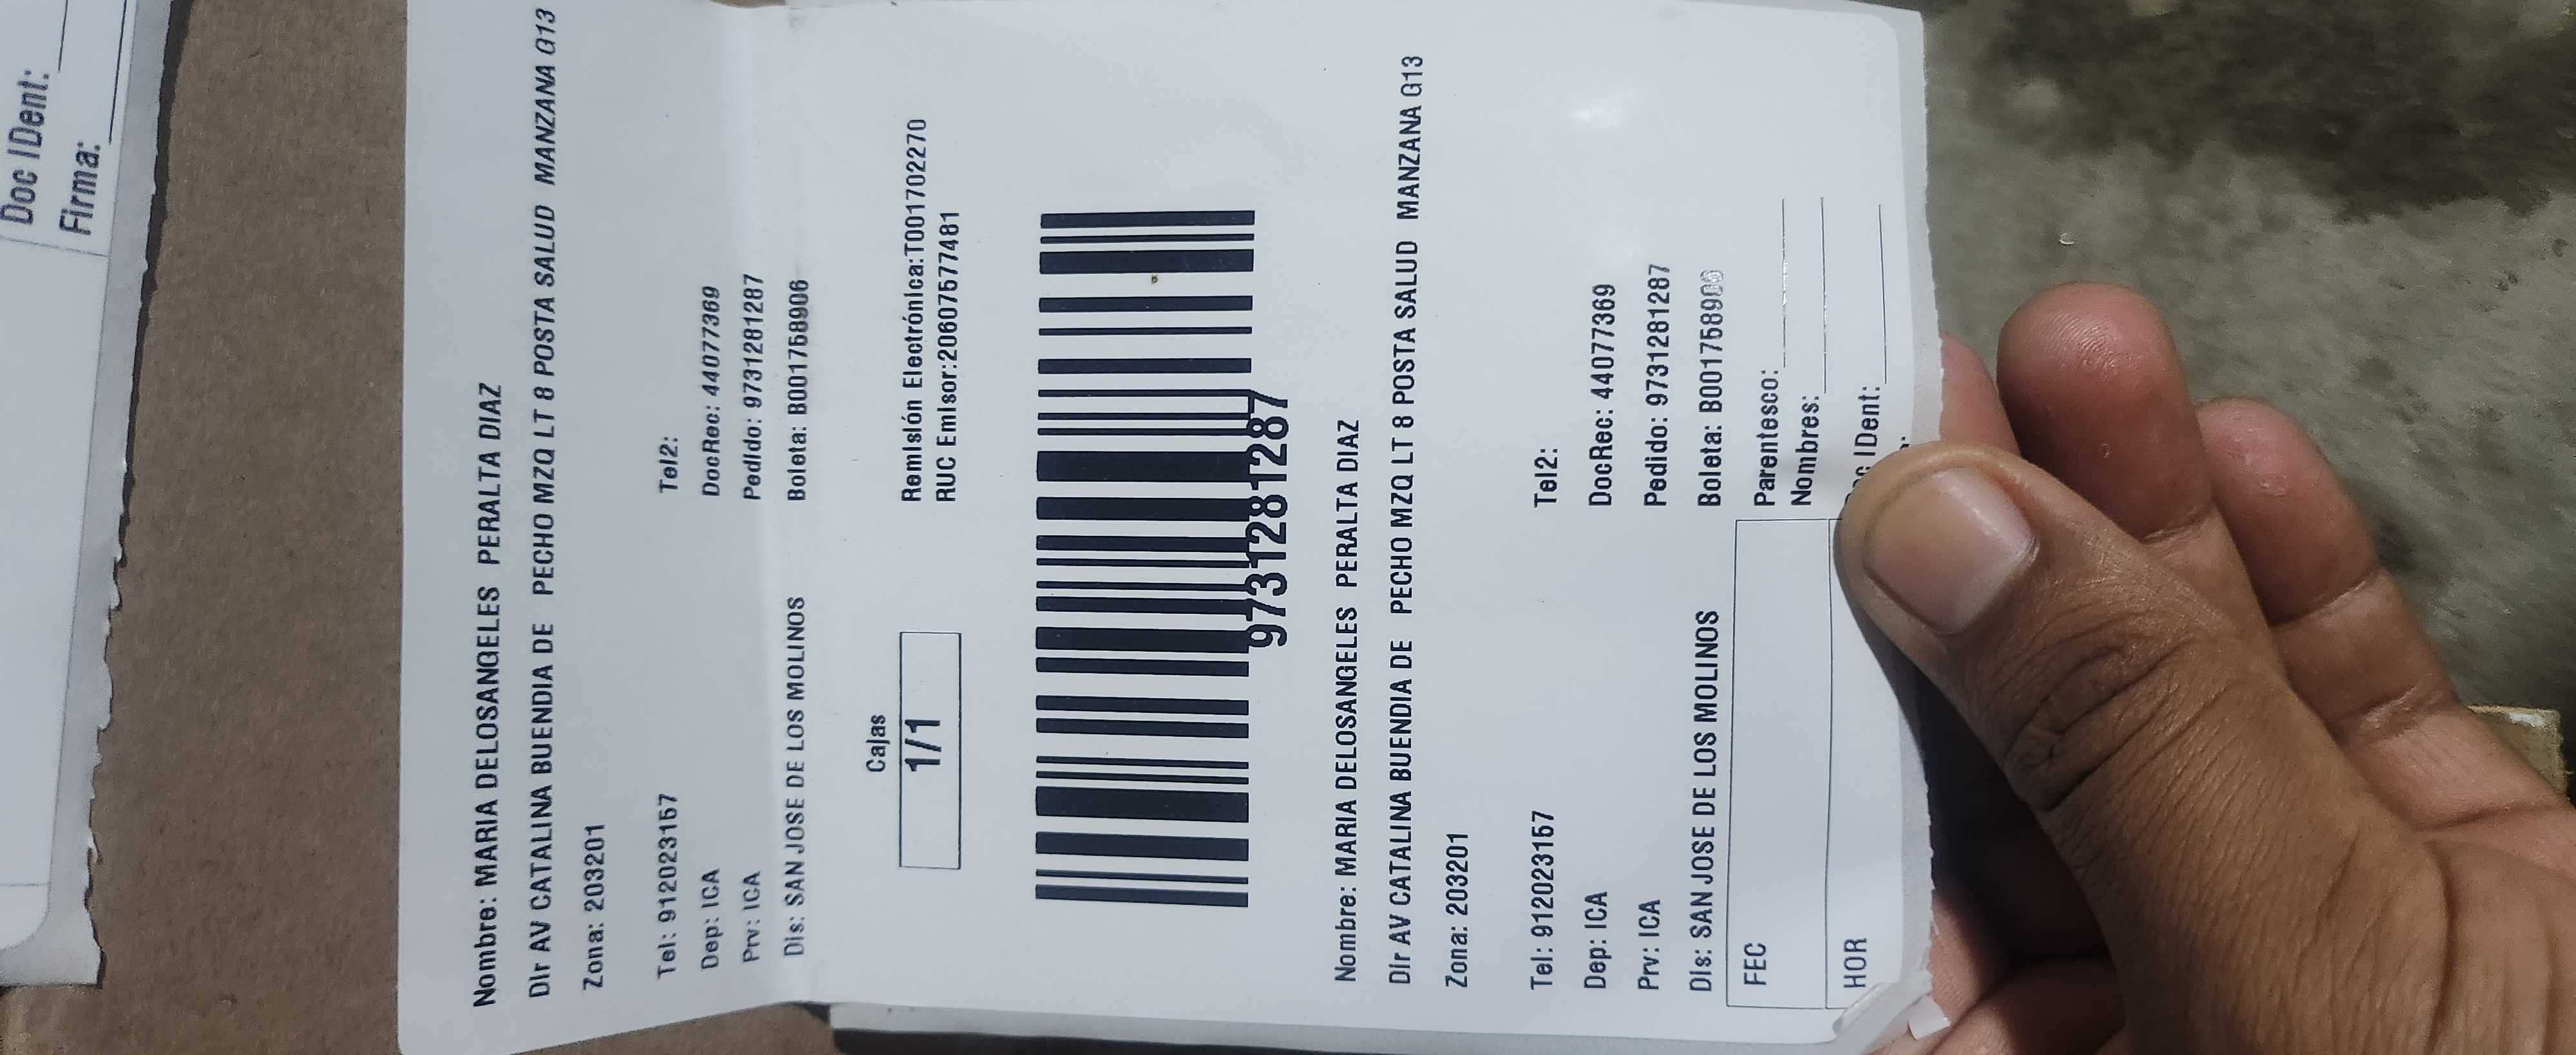 Doc IDent:
Firma:
Nombre: MARIA DELOSANGELES PERALTA DIAZ
Dir AV CATALINA BUENDIA DE PECHO MZQ LT 8 POSTA SALUD MANZANA G13
Zona: 203201
Tel: 912023157 Tel2:
Dep: ICA DocRec: 44077369
Prv: ICA Pedido: 9731281287
Dis: SAN JOSE DE LOS MOLINOS Boleta: B001758906
Cajas
1/1
Remisión Electrónica:T001702270
RUC Emisor:20607577481
9731281287
Nombre: MARIA DELOSANGELES PERALTA DIAZ
Dir AV CATALINA BUENDIA DE PECHO MZQ LT 8 POSTA SALUD MANZANA G13
Zona: 203201
Tel: 912023157 Tel2:
Dep: ICA DocRec: 44077369
Prv: ICA Pedido: 9731281287
Dis: SAN JOSE DE LOS MOLINOS Boleta: B001758906
FEC
HOR
Parentesco:
Nombres:
IDent: